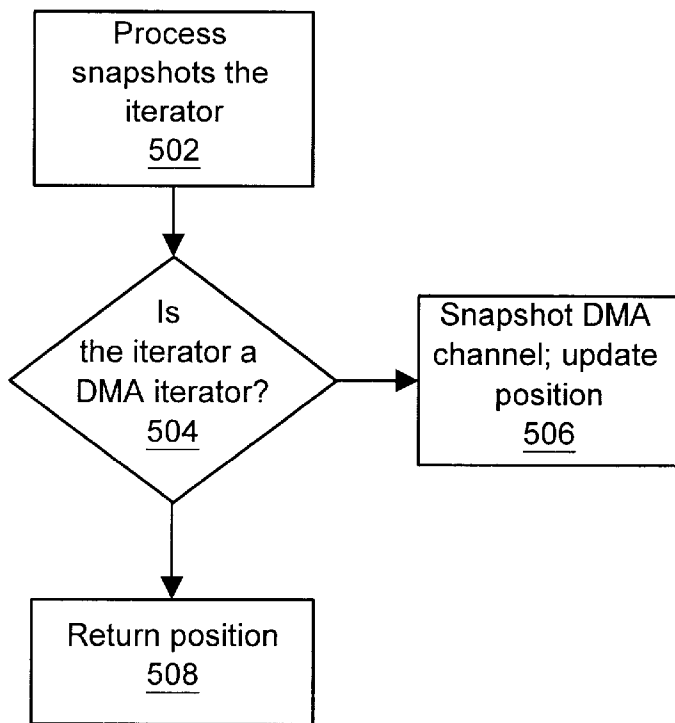 Process
snapshots the
iterator
502
Is
the iterator a
DMA iterator?
504
Snapshot DMA
channel; update
position
506
Return position
508